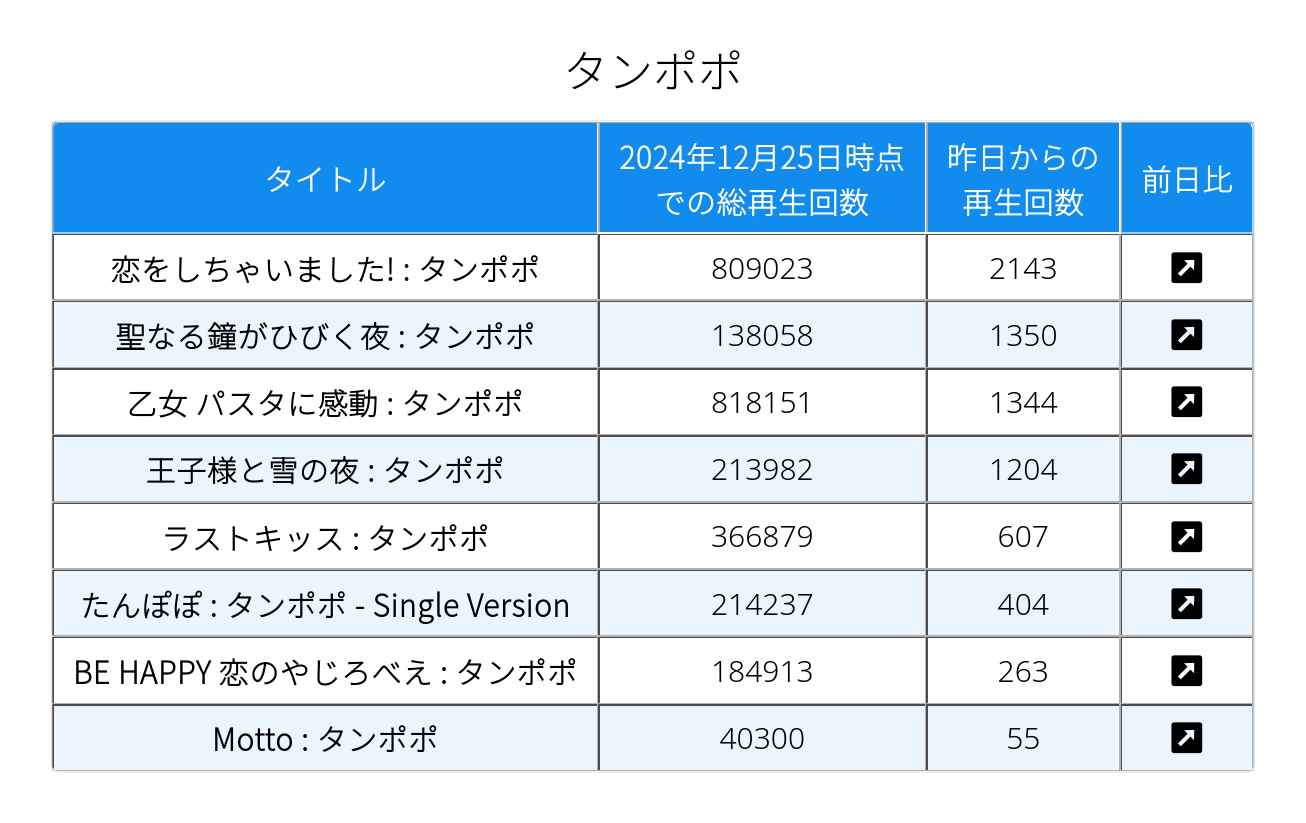 タンポポ
タイトル
2024年12月25日時点
での総再生回数
昨日からの
再生回数
前日比
恋をしちゃいました! : タンポポ 809023 2143
聖なる鐘がひびく夜 : タンポポ 138058 1350
乙女 パスタに感動 : タンポポ 818151 1344
王子様と雪の夜 : タンポポ 213982 1204
ラストキッス : タンポポ 366879 607
たんぽぽ : タンポポ - Single Version 214237 404
BE HAPPY 恋のやじろべえ : タンポポ 184913 263
Motto : タンポポ 40300 55